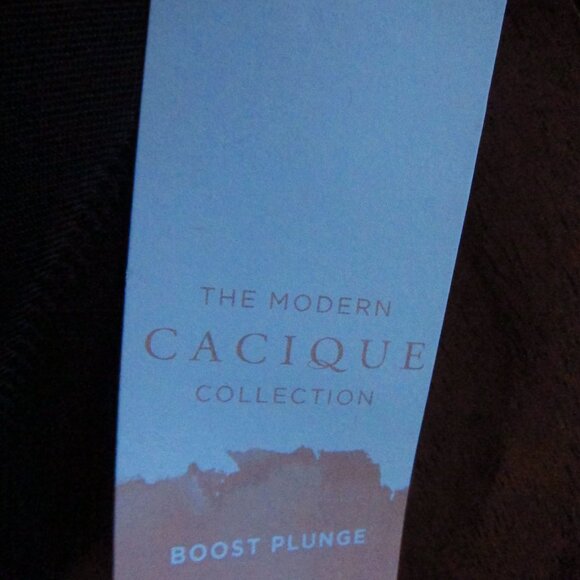 THE MODERN
CACIQUE
COLLECTION
BOOST PLUNGE